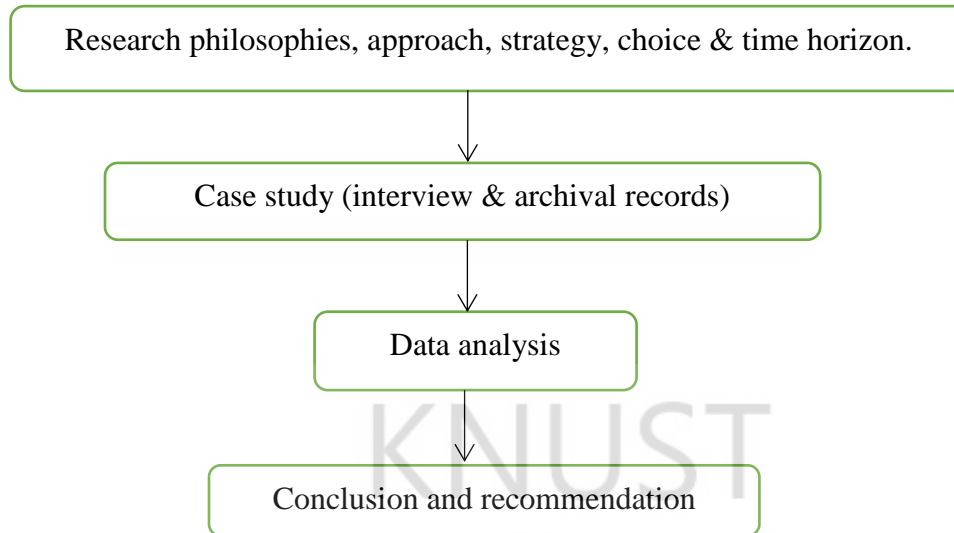 Research philosophies, approach, strategy, choice & time horizon.
Case study (interview & archival records)
Data analysis
KNUST
Conclusion and recommendation